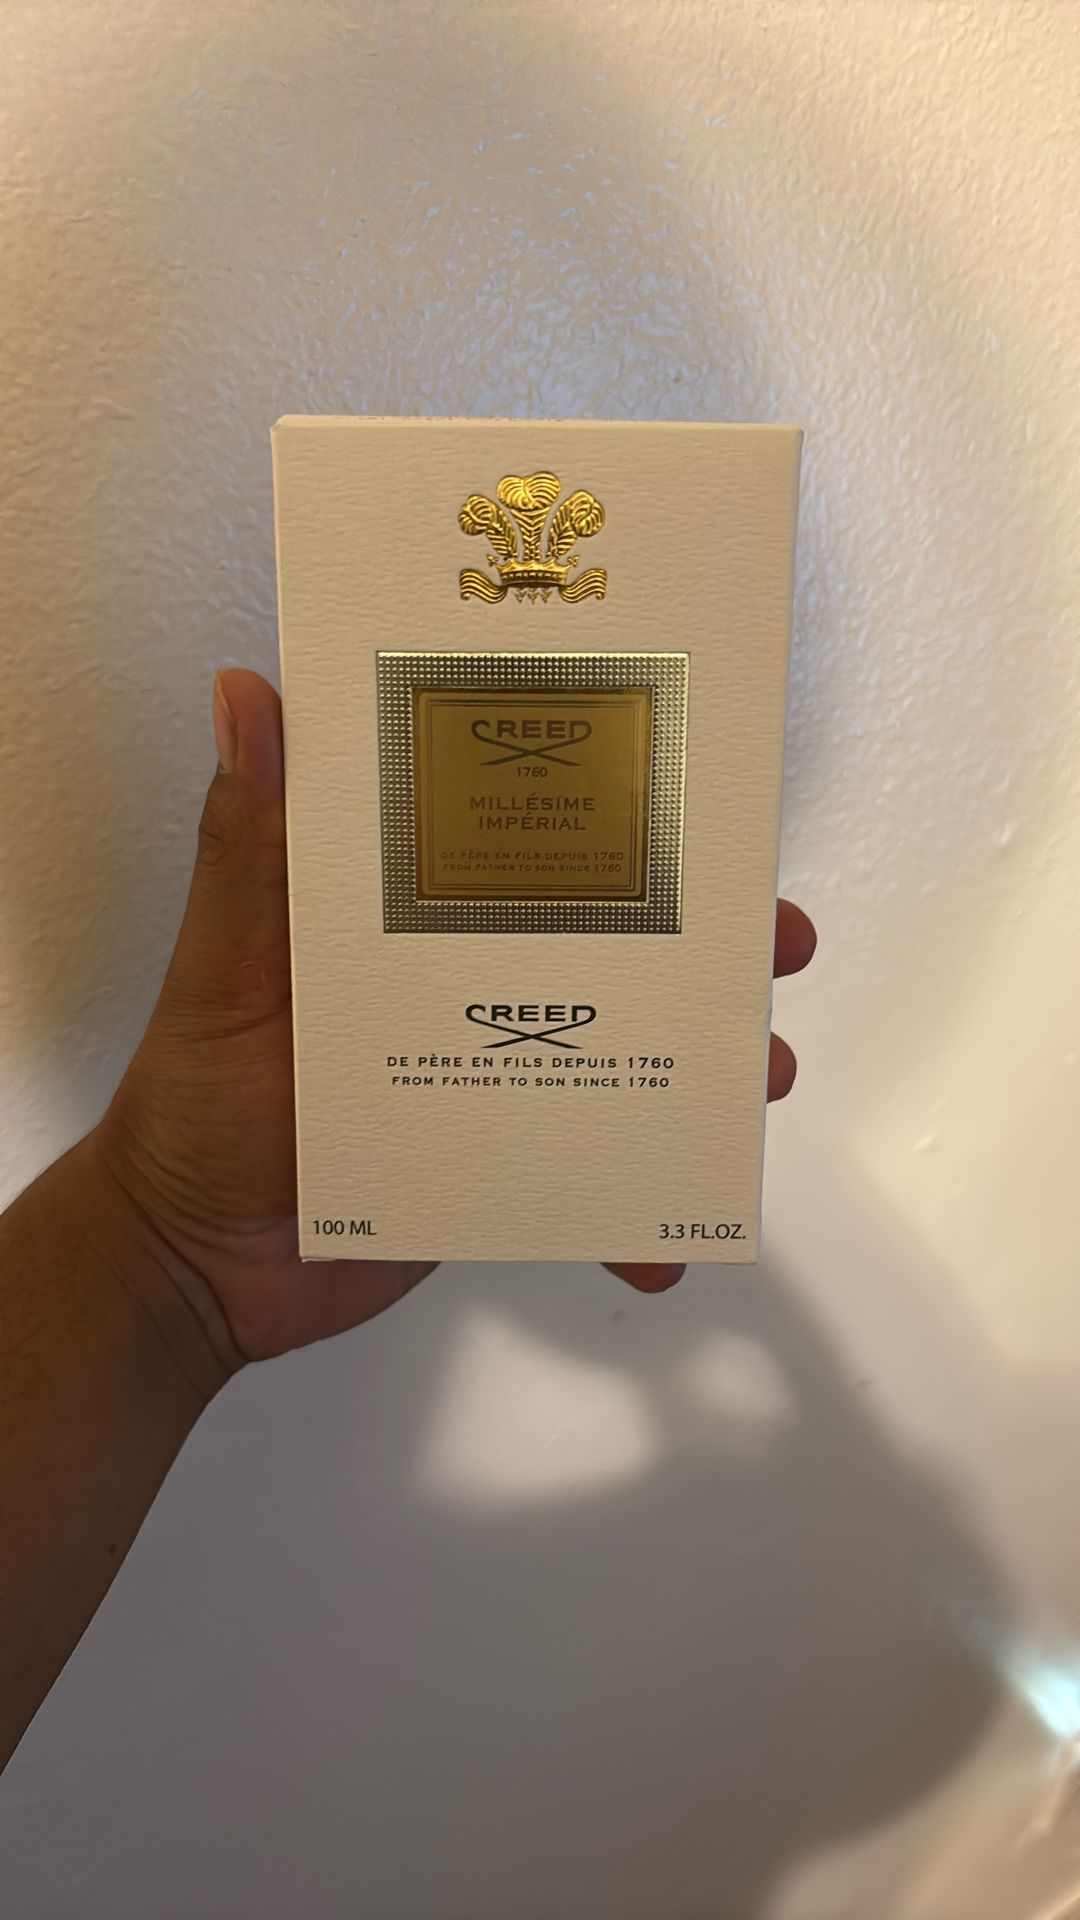 CREED
1760
MILLÉSIME
IMPÉRIAL
DE PÈRE EN FILS DEPUIS 1760
FROM FATHER TO SON SINCE 1760
CREED
DE PÈRE EN FILS DEPUIS 1760
FROM FATHER TO SON SINCE 1760
100 ML
3.3 FL.OZ.